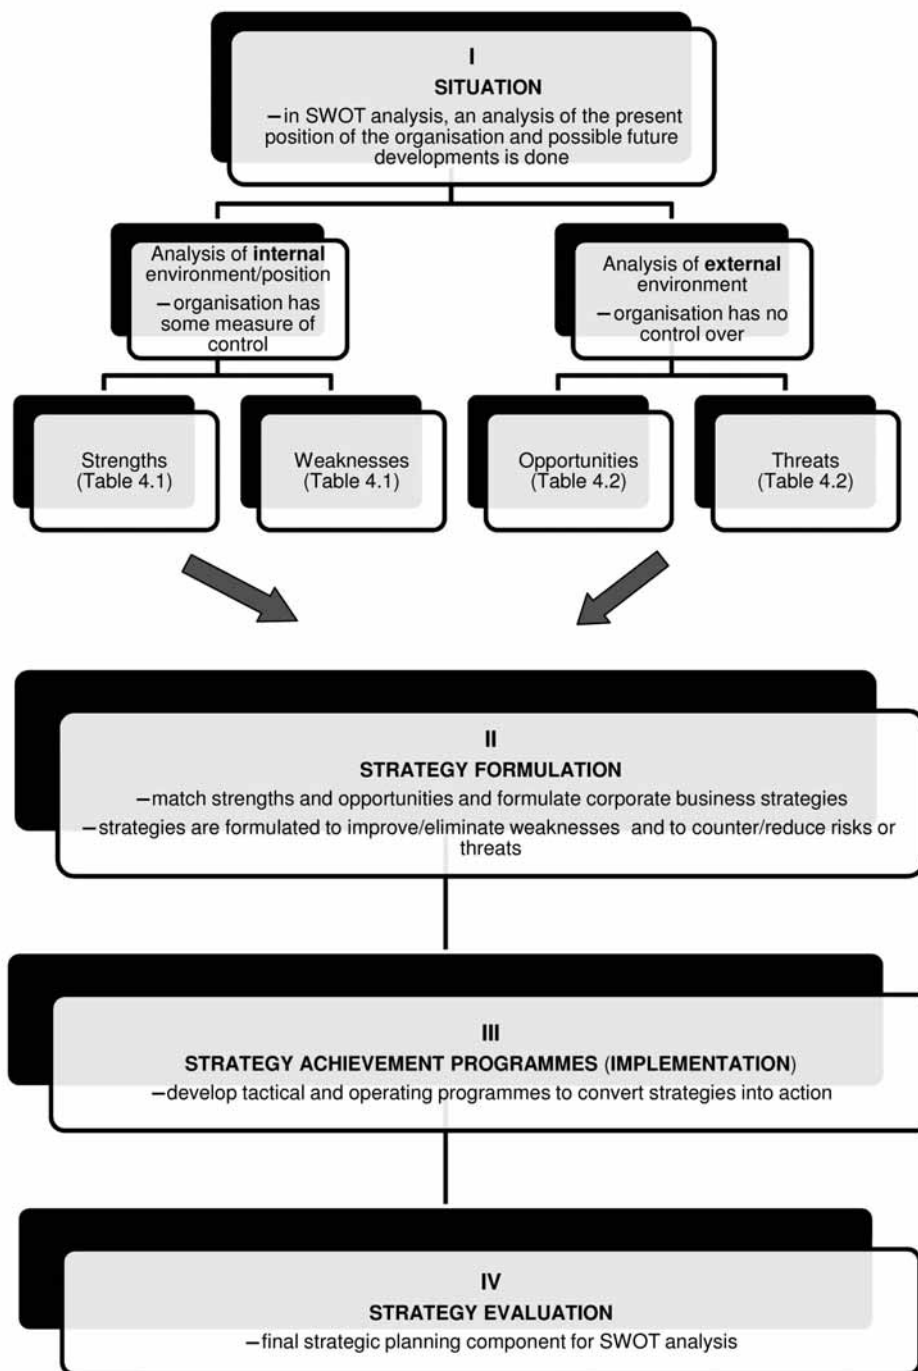 I
SITUATION
–in SWOT analysis, an analysis of the present
position of the organisation and possible future
developments is done
Analysis of internal
environment/position
–organisation has
some measure of
control
Analysis of external
environment
–organisation has no
control over
Strengths
(Table 4.1)
Weaknesses
(Table 4.1)
Opportunities
(Table 4.2)
Threats
(Table 4.2)
II
STRATEGY FORMULATION
–match strengths and opportunities and formulate corporate business strategies
–strategies are formulated to improve/eliminate weaknesses and to counter/reduce risks or
threats
III
STRATEGY ACHIEVEMENT PROGRAMMES (IMPLEMENTATION)
–develop tactical and operating programmes to convert strategies into action
IV
STRATEGY EVALUATION
–final strategic planning component for SWOT analysis